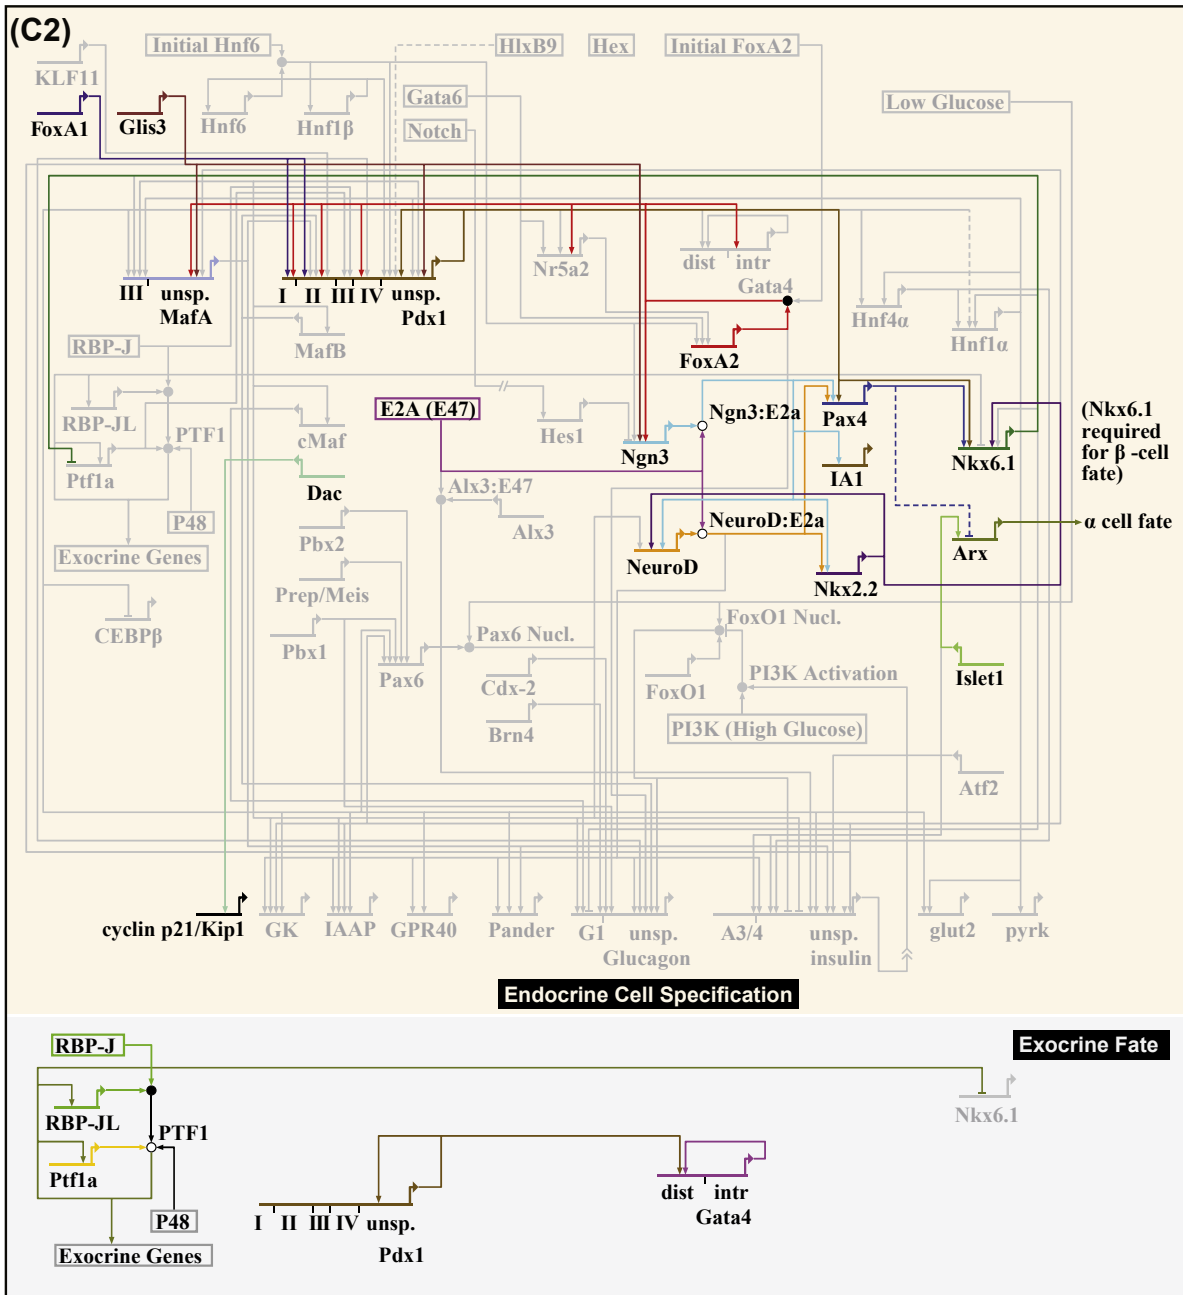 (C2)
Initial Hnf6
HlxB9
Hex
Initial FoxA2
KLF11
Gata6
Low Glucose
FoxA1
Glis3
Hnf6
Hnf1β
Notch
Nr5a2
dist
intr
Gata4
III
unsp.
MafA
I
II
III
IV
unsp.
Pdx1
Hnf4α
Hnf1α
RBP-J
MafB
FoxA2
E2A (E47)
Ngn3:E2a
Pax4
(Nkx6.1
required
for β -cell
fate)
RBP-JL
PTF1
cMaf
Hes1
Ngn3
IA1
Nkx6.1
Ptf1a
Dac
Alx3:E47
Alx3
NeuroD:E2a
α cell fate
P48
Pbx2
NeuroD
Arx
Exocrine Genes
Nkx2.2
Prep/Meis
CEBPβ
Pbx1
Pax6
Pax6 Nucl.
FoxO1 Nucl.
Cdx-2
FoxO1
PI3K Activation
Islet1
Brn4
PI3K (High Glucose)
Atf2
cyclin p21/Kip1
GK
IAAP
GPR40
Pander
G1
unsp.
Glucagon
A3/4
unsp.
insulin
glut2
pyrk
Endocrine Cell Specification
Exocrine Fate
RBP-J
RBP-JL
PTF1
Nkx6.1
Ptf1a
P48
Exocrine Genes
I
II
III
IV
unsp.
Pdx1
dist
intr
Gata4